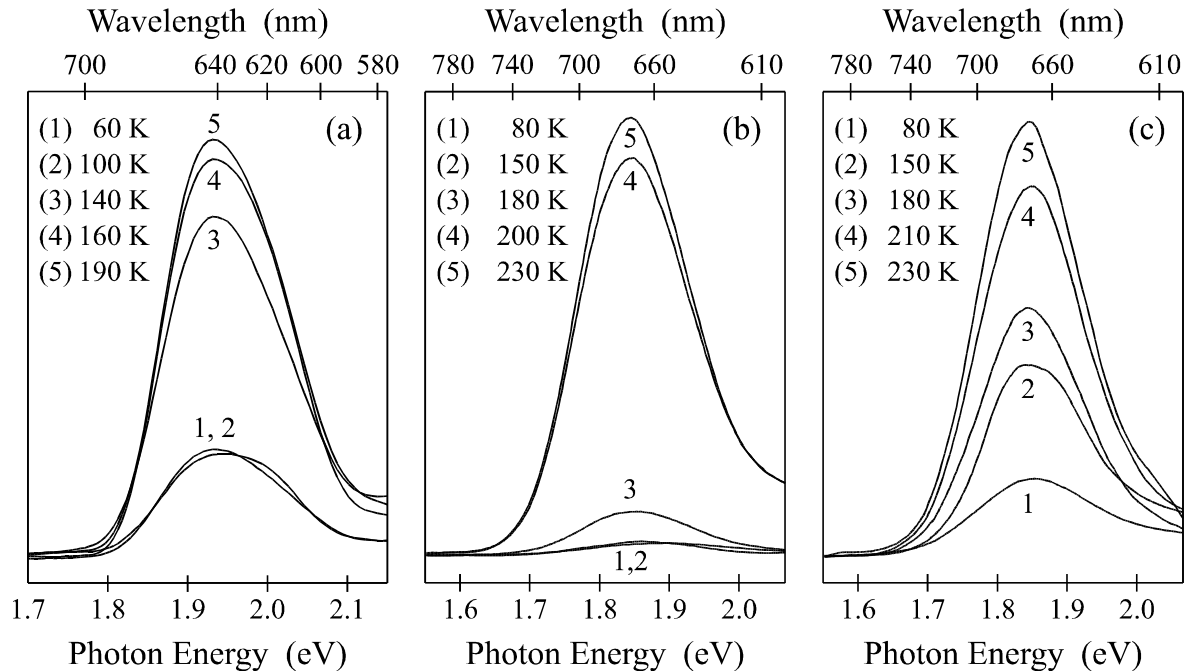 Wavelength (nm)
700 640 620 600 580
(a)
(1) 60 K
(2) 100 K
(3) 140 K
(4) 160 K
(5) 190 K
5
4
3
1, 2
1.7 1.8 1.9 2.0 2.1
Photon Energy (eV)
Wavelength (nm)
780 740 700 660 610
(b)
(1) 80 K
(2) 150 K
(3) 180 K
(4) 200 K
(5) 230 K
5
4
3
1,2
1.6 1.7 1.8 1.9 2.0
Photon Energy (eV)
Wavelength (nm)
780 740 700 660 610
(c)
(1) 80 K
(2) 150 K
(3) 180 K
(4) 210 K
(5) 230 K
5
4
3
2
1
1.6 1.7 1.8 1.9 2.0
Photon Energy (eV)